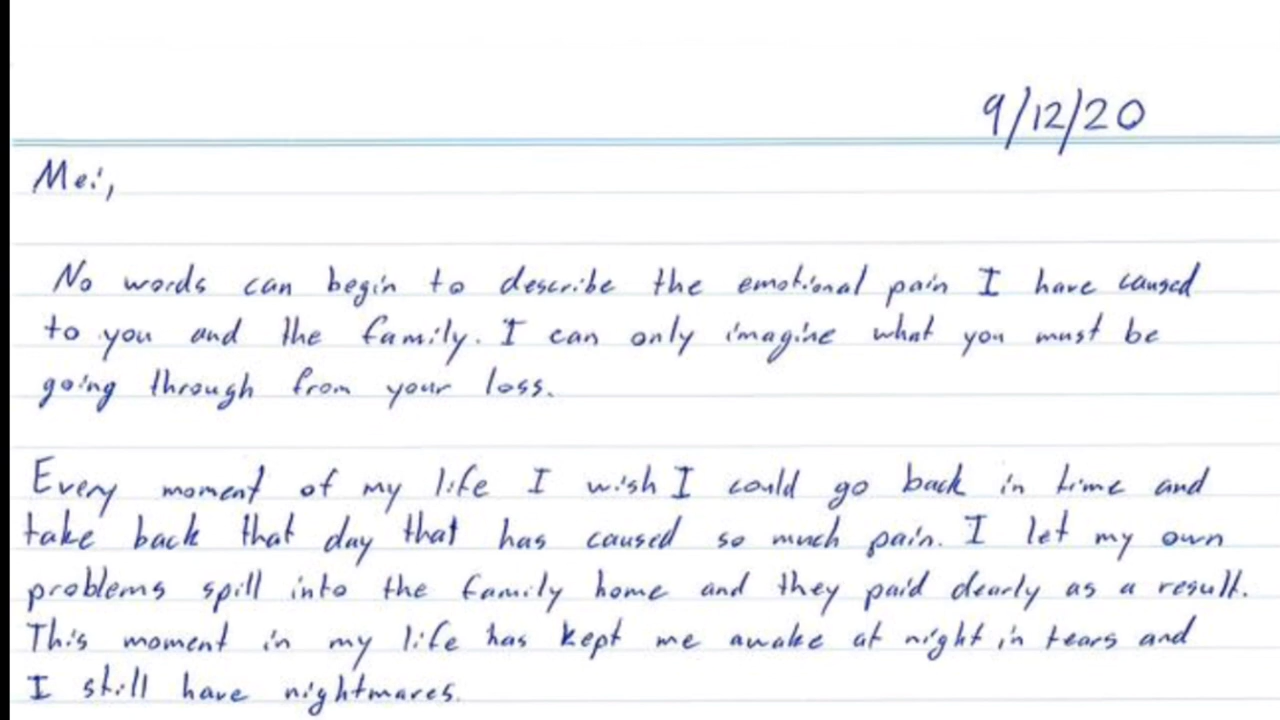 9/12/20
Mei,
No words can begin to describe the emotional pain I have caused
to you and the family. I can only imagine what you must be
going through from your loss.
Every moment of my life I wish I could go back in time and
take back that day that has caused so much pain. I let my own
problems spill into the family home and they paid dearly as a result.
This moment in my life has kept me awake at night in tears and
I still have nightmares.